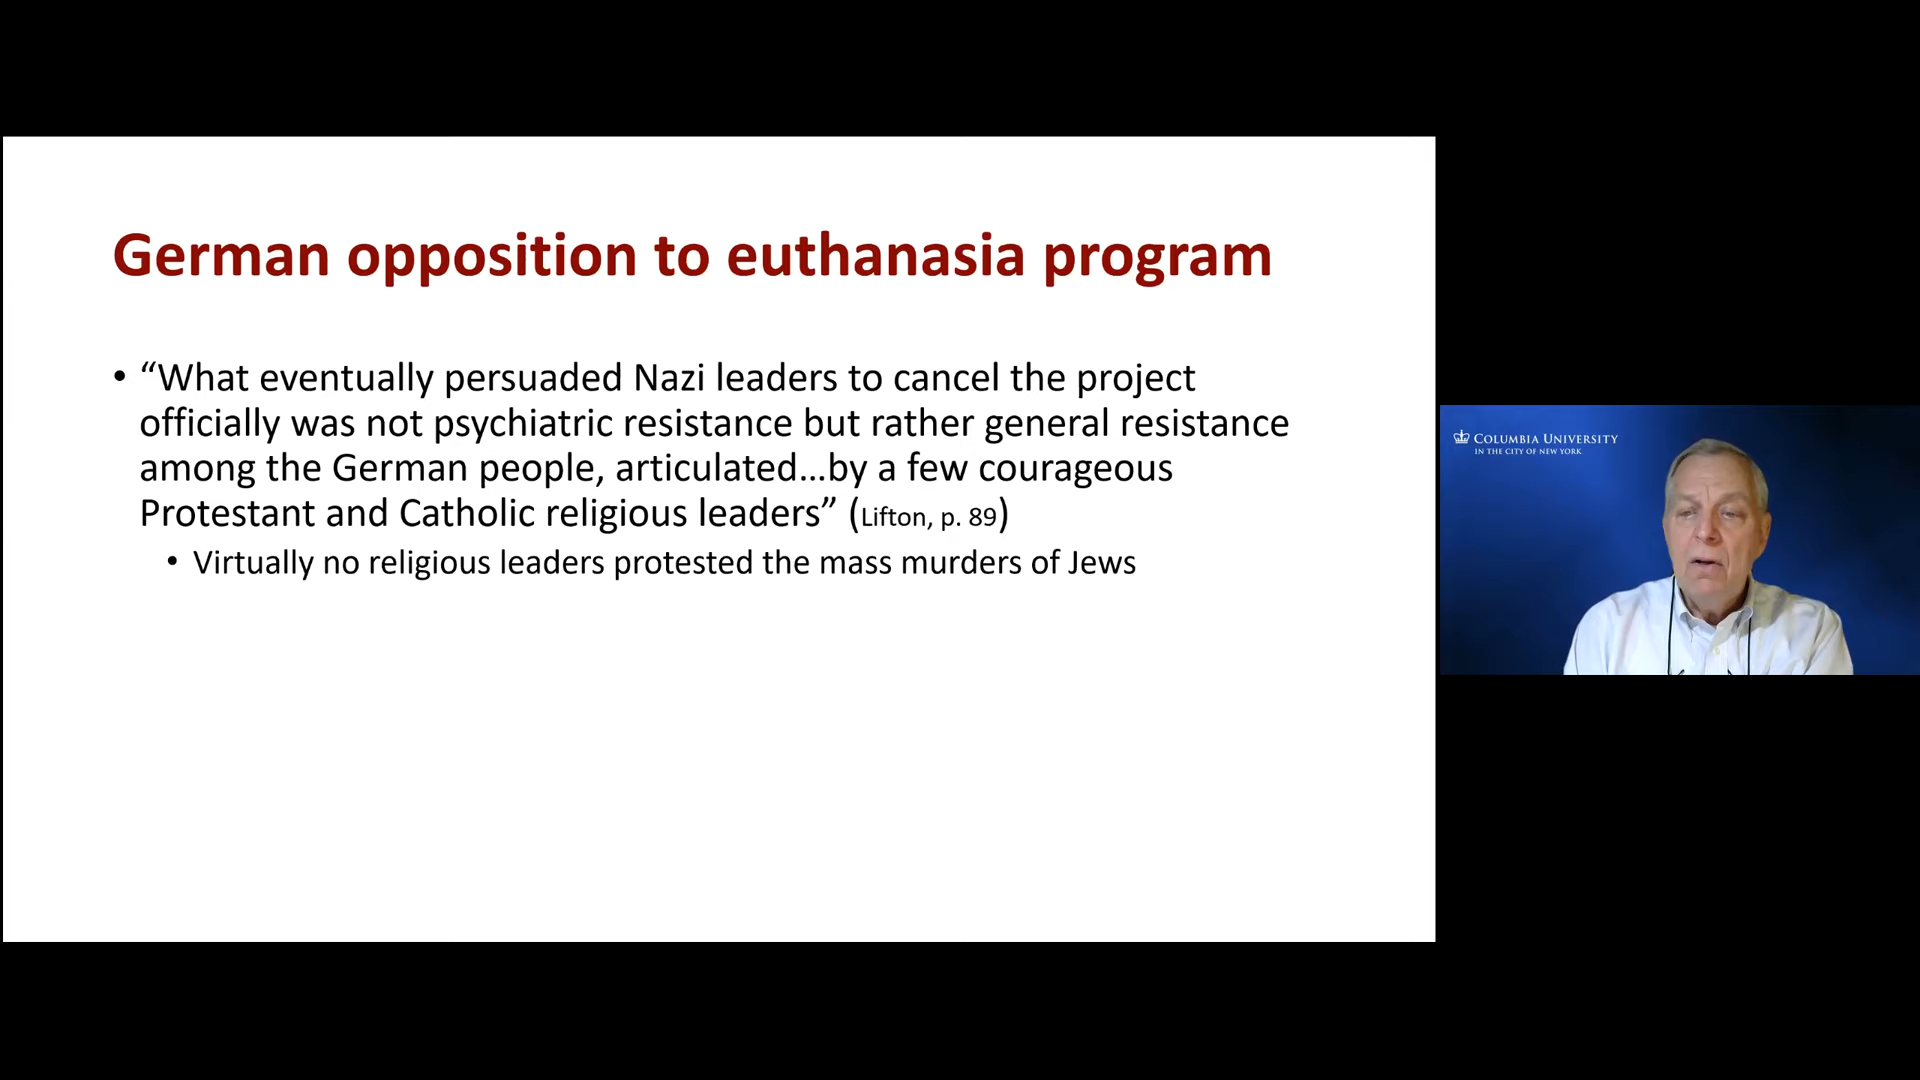 German opposition to euthanasia program
• “What eventually persuaded Nazi leaders to cancel the project
officially was not psychiatric resistance but rather general resistance
among the German people, articulated…by a few courageous
Protestant and Catholic religious leaders” (Lifton, p. 89)
• Virtually no religious leaders protested the mass murders of Jews
COLUMBIA UNIVERSITY
IN THE CITY OF NEW YORK